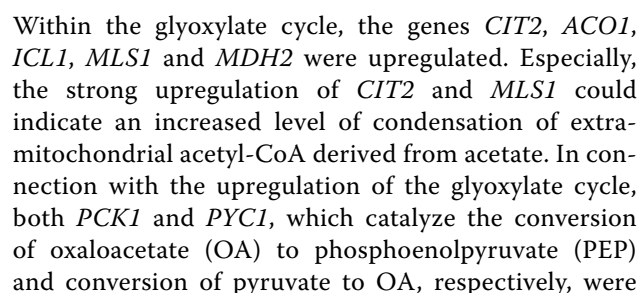 Within the glyoxylate cycle, the genes CIT2, ACO1,
ICL1, MLS1 and MDH2 were upregulated. Especially,
the strong upregulation of CIT2 and MLS1 could
indicate an increased level of condensation of extra-
mitochondrial acetyl-CoA derived from acetate. In con-
nection with the upregulation of the glyoxylate cycle,
both PCK1 and PYC1, which catalyze the conversion
of oxaloacetate (OA) to phosphoenolpyruvate (PEP)
and conversion of pyruvate to OA, respectively, were